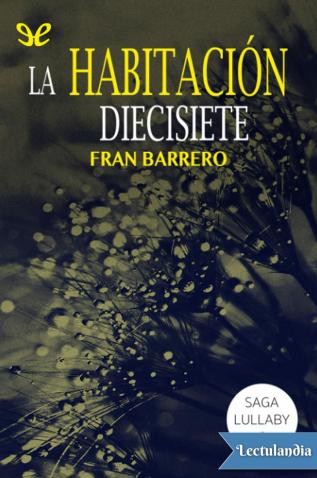 LA HABITACIÓN
DIECISIETE
FRAN BARRERO
SAGA
LULLABY
Lectulandia